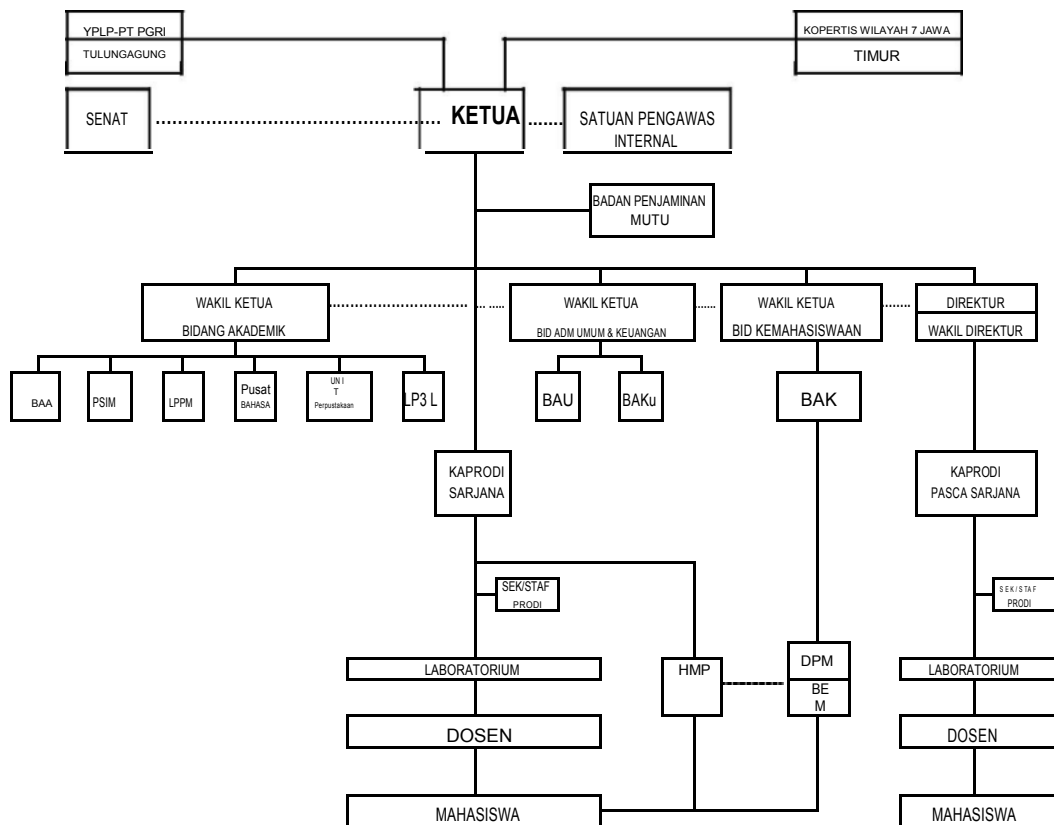 YPLP-PT PGRI
TULUNGAGUNG
KOPERTIS WILAYAH 7 JAWA
TIMUR
SENAT
KETUA
SATUAN PENGAWAS
INTERNAL
BADAN PENJAMINAN
MUTU
WAKIL KETUA
BIDANG AKADEMIK
WAKIL KETUA
BID ADM UMUM & KEUANGAN
WAKIL KETUA
BID KEMAHASISWAAN
DIREKTUR
WAKIL DIREKTUR
BAA
PSIM
LPPM
Pusat
BAHASA
UN I
T
Perpustakaan
LP3 L
BAU
BAKu
BAK
KAPRODI
SARJANA
KAPRODI
PASCA SARJANA
SEK/STAF
PRODI
SEK/STAF
PRODI
LABORATORIUM
HMP
DPM
BE
M
LABORATORIUM
DOSEN
DOSEN
MAHASISWA
MAHASISWA